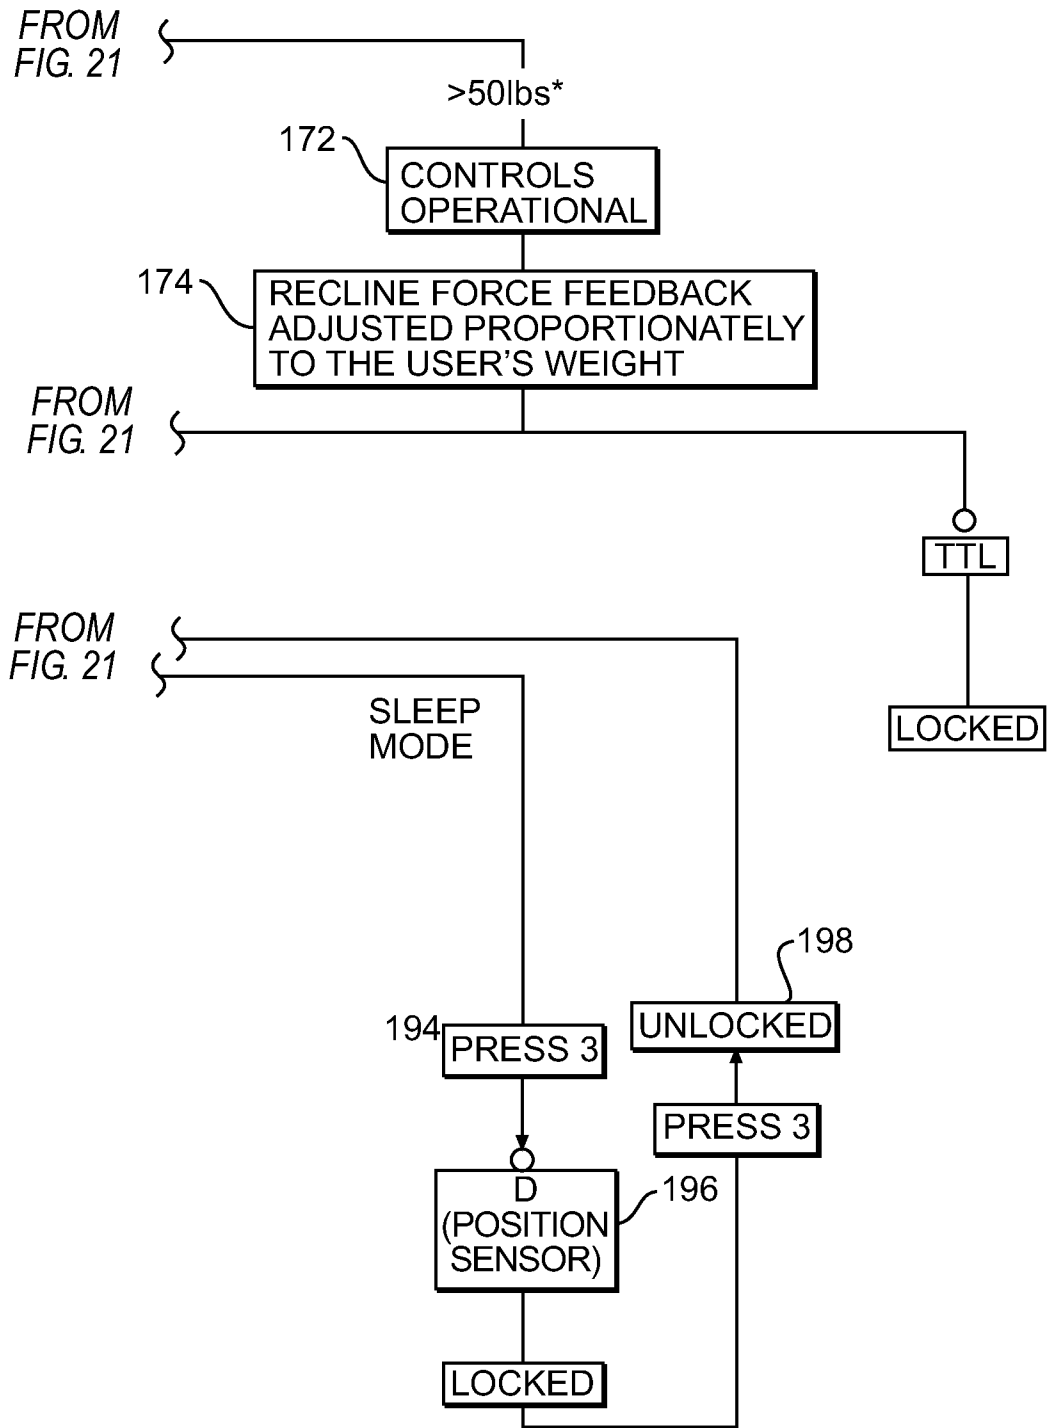 FROM
FIG. 21
>50lbs*
172
CONTROLS
OPERATIONAL
174
RECLINE FORCE FEEDBACK
ADJUSTED PROPORTIONATELY
TO THE USER'S WEIGHT
FROM
FIG. 21
TTL
LOCKED
FROM
FIG. 21
SLEEP
MODE
198
UNLOCKED
194
PRESS 3
PRESS 3
D
(POSITION
SENSOR)
196
LOCKED